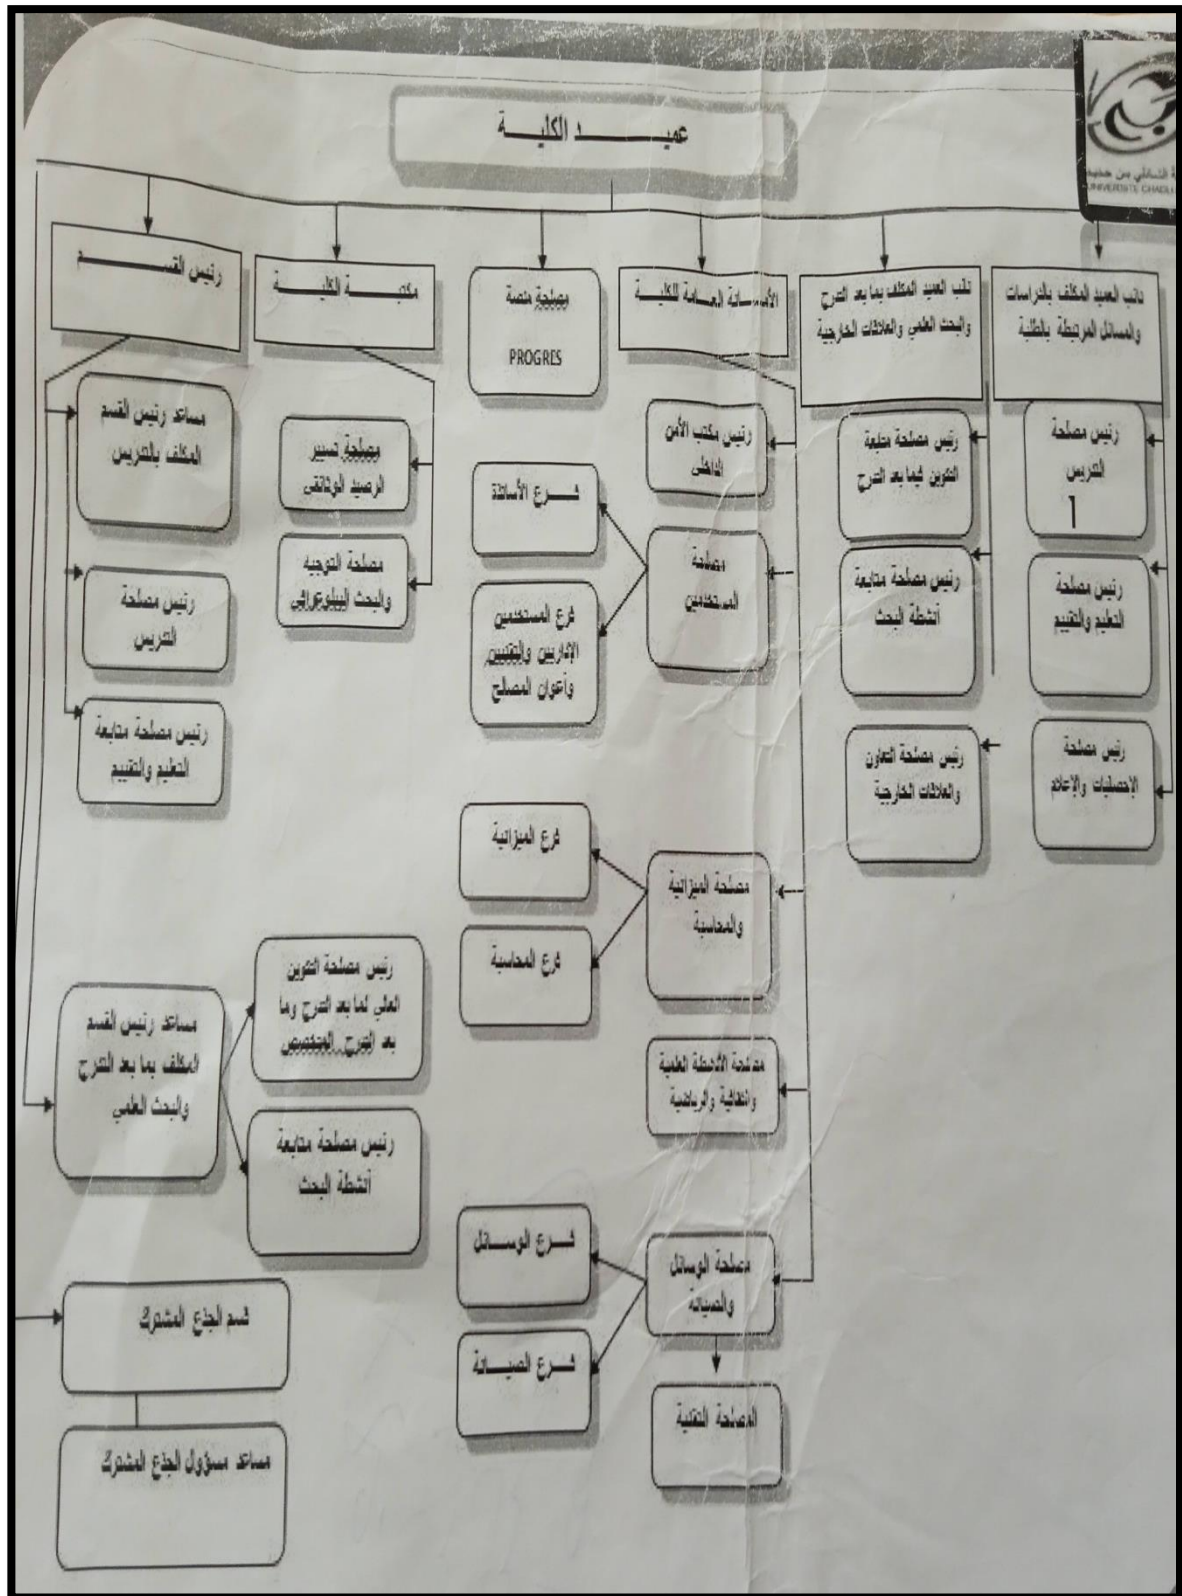 عميد الكلية
ة الشاذلي بن جديد
UNIVERSITE CHADLI
نائب العميد المكلف بالدراسات
والمسائل المرتبطة بالطلبة
رئيس مصلحة
التدريس
1
رئيس مصلحة
التعليم والتقييم
رئيس مصلحة
الإحصائيات والإعلام
نائب العميد المكلف بما بعد التدرج
والبحث العلمي والعلاقات الخارجية
رئيس مصلحة متابعة
التكوين فيما بعد التدرج
رئيس مصلحة متابعة
أنشطة البحث
رئيس مصلحة التعاون
والعلاقات الخارجية
الأمانة العامة للكلية
رئيس مكتب الأمن
الداخلي
مصلحة
المستخدمين
فرع الأساتذة
فرع المستخدمين
الإداريين والتقنيين
وأعوان المصالح
مصلحة الميزانية
والمحاسبة
فرع الميزانية
فرع المحاسبة
مصلحة الأنشطة العلمية
والثقافية والرياضية
مصلحة الوسائل
والصيانة
فرع الوسائل
فرع الصيانة
المصلحة التقنية
مصلحة منصة
PROGRES
مكتبة الكلية
مصلحة تسيير
الرصيد الوثائقي
مصلحة التوجيه
والبحث البيبلوغرافي
رئيس القسم
مساعد رئيس القسم
المكلف بالتدريس
رئيس مصلحة
التدريس
رئيس مصلحة متابعة
التعليم والتقييم
مساعد رئيس القسم
المكلف بما بعد التدرج
والبحث العلمي
رئيس مصلحة التكوين
العالي لما بعد التدرج وما
بعد التدرج المتخصص
رئيس مصلحة متابعة
أنشطة البحث
قسم الجذع المشترك
مساعد مسؤول الجذع المشترك